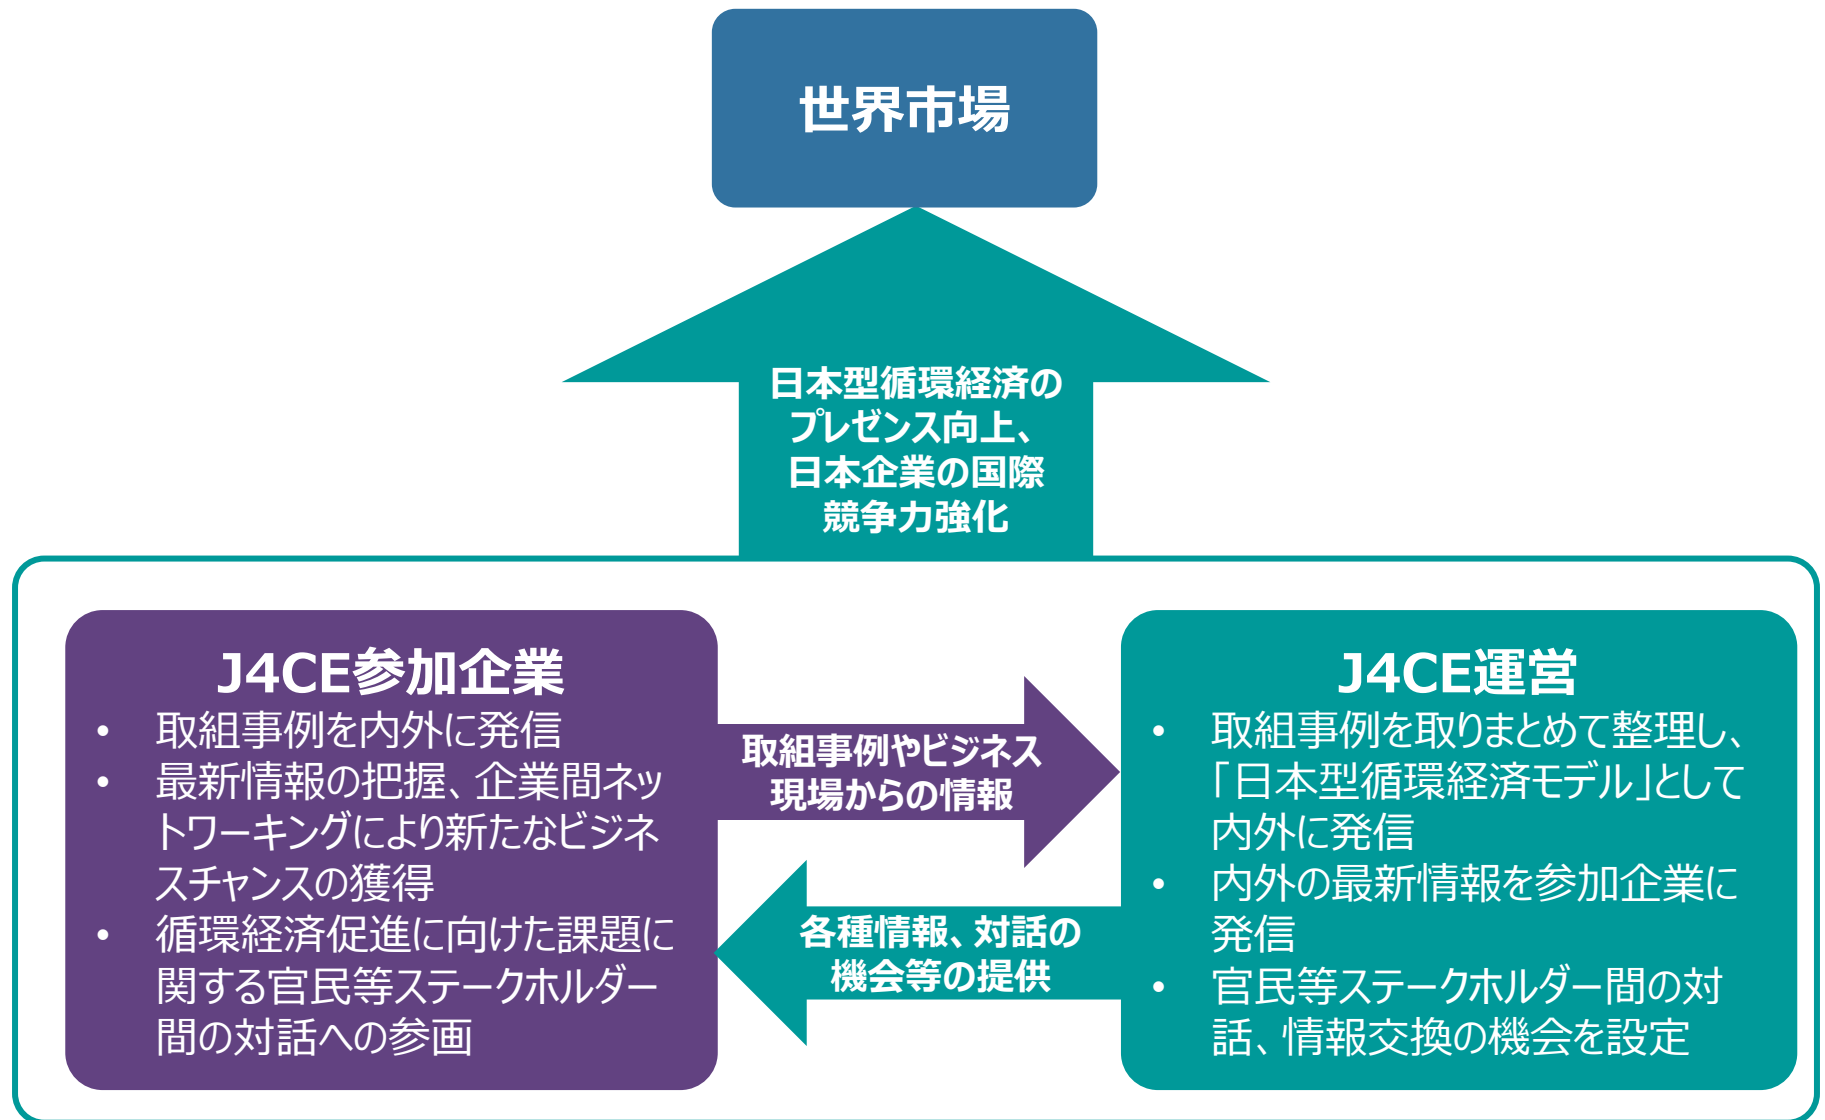 世界市場
日本型循環経済の
プレゼンス向上、
日本企業の国際
競争力強化
J4CE参加企業
• 取組事例を内外に発信
• 最新情報の把握、企業間ネッ
トワーキングにより新たなビジネ
スチャンスの獲得
• 循環経済促進に向けた課題に
関する官民等ステークホルダー
間の対話への参画
取組事例やビジネス
現場からの情報
各種情報、対話の
機会等の提供
J4CE運営
• 取組事例を取りまとめて整理し、
「日本型循環経済モデル」として
内外に発信
• 内外の最新情報を参加企業に
発信
• 官民等ステークホルダー間の対
話、情報交換の機会を設定